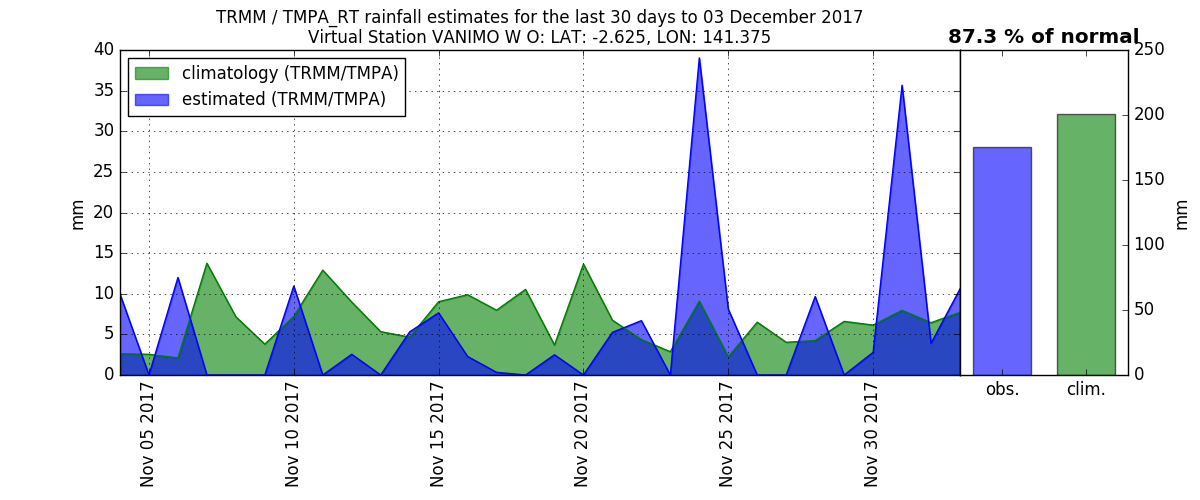 TRMM / TMPA_RT rainfall estimates for the last 30 days to 03 December 2017
Virtual Station VANIMO W O: LAT: -2.625, LON: 141.375
87.3 % of normal
climatology (TRMM/TMPA)
estimated (TRMM/TMPA)
40
35
30
25
20
15
10
5
0
mm
Nov 05 2017
Nov 10 2017
Nov 15 2017
Nov 20 2017
Nov 25 2017
Nov 30 2017
obs.
clim.
250
200
150
100
50
0
mm